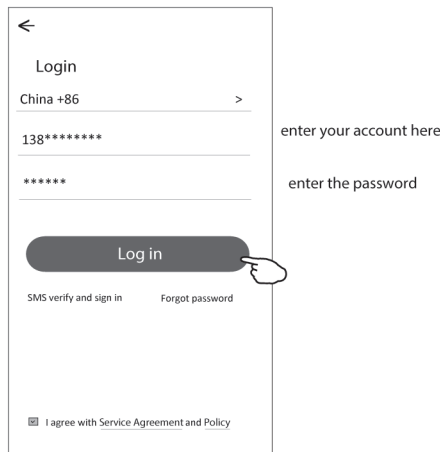 Login
China +86 >
138********
enter your account here
******
enter the password
Log in
SMS verify and sign in Forgot password
I agree with Service Agreement and Policy